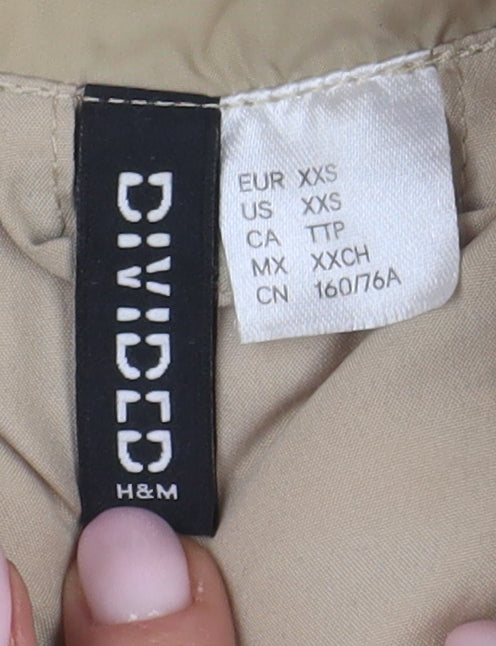 DIVIDED
H&M
EUR XXS
US XXS
CA TTP
MX XXCH
CN 160/76A